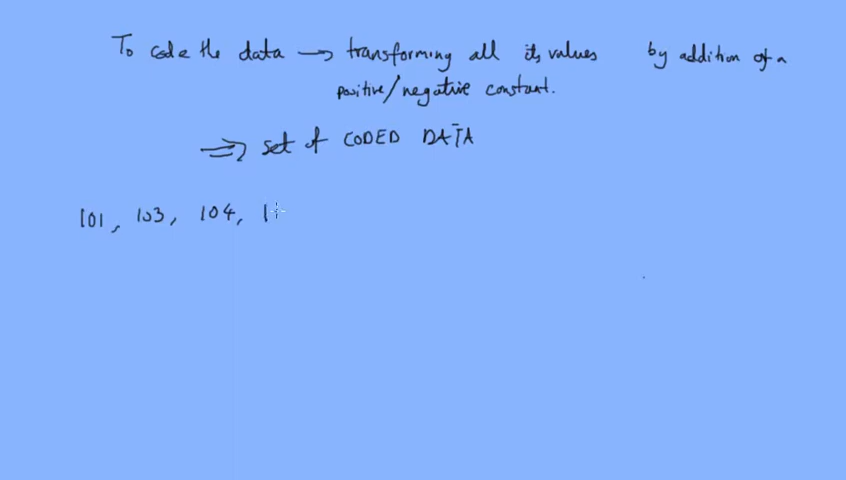 To code the data → transforming all its values by addition of a
positive/negative constant.
⇒ set of CODED DATA
101, 103, 104, 1